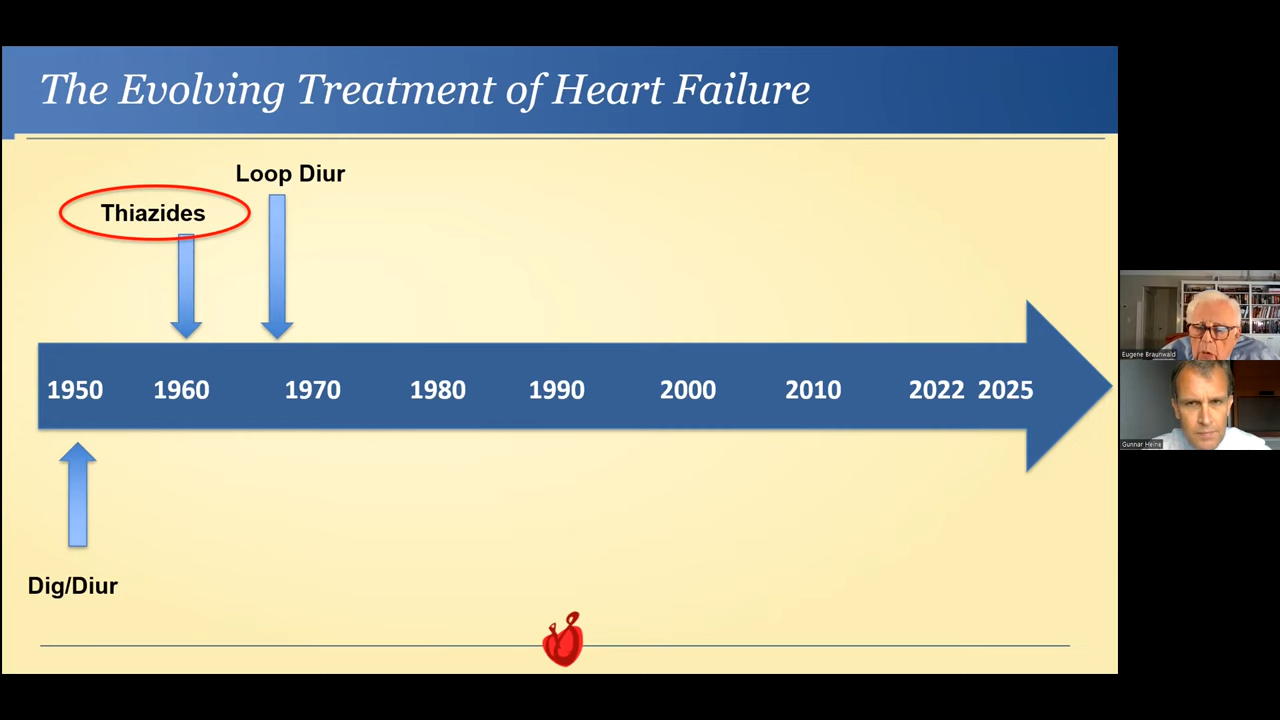 The Evolving Treatment of Heart Failure
Loop Diur
Thiazides
1950 1960 1970 1980 1990 2000 2010 2022 2025
Dig/Diur
Eugene Braunwald
Gunnar Heine